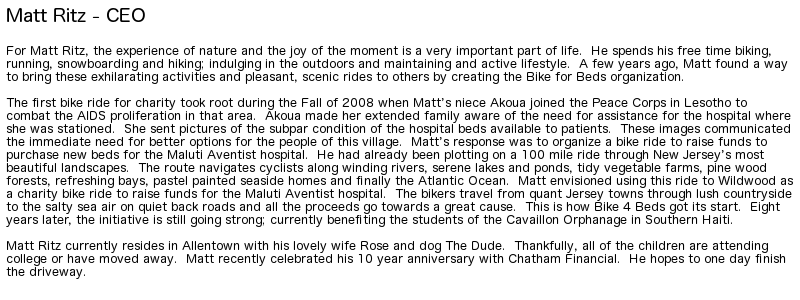 Matt Ritz - CEO
For Matt Ritz, the experience of nature and the joy of the moment is a very important part of life.  He spends his free time biking,
running, snowboarding and hiking; indulging in the outdoors and maintaining and active lifestyle.  A few years ago, Matt found a way
to bring these exhilarating activities and pleasant, scenic rides to others by creating the Bike for Beds organization.
The first bike ride for charity took root during the Fall of 2008 when Matt's niece Akoua joined the Peace Corps in Lesotho to
combat the AIDS proliferation in that area.  Akoua made her extended family aware of the need for assistance for the hospital where
she was stationed.  She sent pictures of the subpar condition of the hospital beds available to patients.  These images communicated
the immediate need for better options for the people of this village.  Matt's response was to organize a bike ride to raise funds to
purchase new beds for the Maluti Aventist hospital.  He had already been plotting on a 100 mile ride through New Jersey's most
beautiful landscapes.  The route navigates cyclists along winding rivers, serene lakes and ponds, tidy vegetable farms, pine wood
forests, refreshing bays, pastel painted seaside homes and finally the Atlantic Ocean.  Matt envisioned using this ride to Wildwood as
a charity bike ride to raise funds for the Maluti Aventist hospital.  The bikers travel from quant Jersey towns through lush countryside
to the salty sea air on quiet back roads and all the proceeds go towards a great cause.  This is how Bike 4 Beds got its start.  Eight
years later, the initiative is still going strong; currently benefiting the students of the Cavaillon Orphanage in Southern Haiti.
Matt Ritz currently resides in Allentown with his lovely wife Rose and dog The Dude.  Thankfully, all of the children are attending
college or have moved away.  Matt recently celebrated his 10 year anniversary with Chatham Financial.  He hopes to one day finish
the driveway.